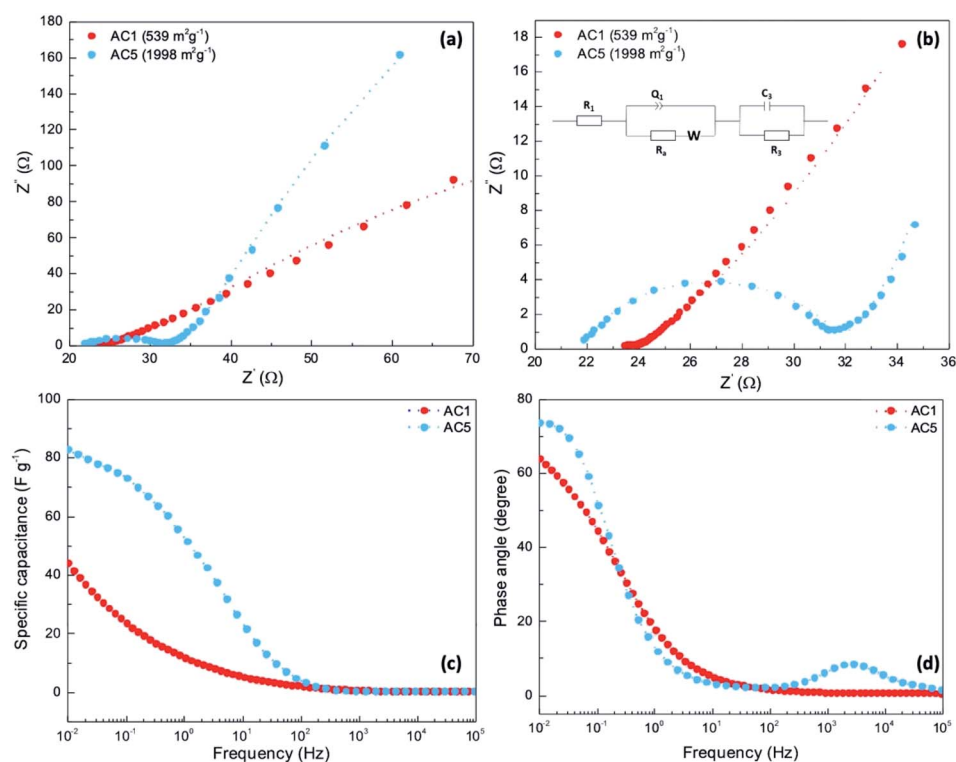 180
160
140
120
100
80
60
40
20
0
Z'' (Ω)
20
30
40
50
60
70
Z' (Ω)
AC1 (539 m²g⁻¹)
AC5 (1998 m²g⁻¹)
(a)
18
16
14
12
10
8
6
4
2
0
Z'' (Ω)
20
22
24
26
28
30
32
34
36
Z' (Ω)
AC1 (539 m²g⁻¹)
AC5 (1998 m²g⁻¹)
(b)
R₁
Q₁
Rₐ
W
C₃
R₃
100
80
60
40
20
0
Specific capacitance (F g⁻¹)
10⁻²
10⁻¹
10⁰
10¹
10²
10³
10⁴
10⁵
Frequency (Hz)
AC1
AC5
(c)
80
60
40
20
0
Phase angle (degree)
10⁻²
10⁻¹
10⁰
10¹
10²
10³
10⁴
10⁵
Frequency (Hz)
AC1
AC5
(d)